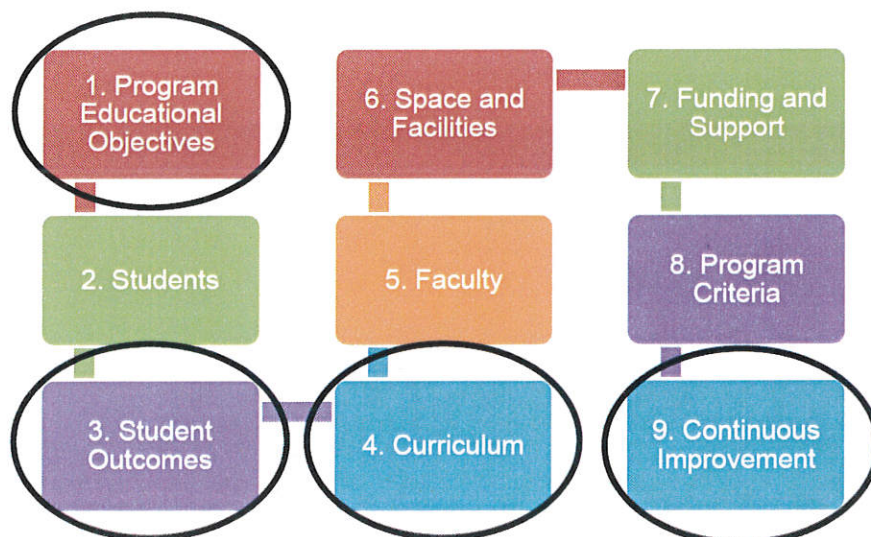 1. Program
Educational
Objectives
2. Students
3. Student
Outcomes
4. Curriculum
5. Faculty
6. Space and
Facilities
7. Funding and
Support
8. Program
Criteria
9. Continuous
Improvement